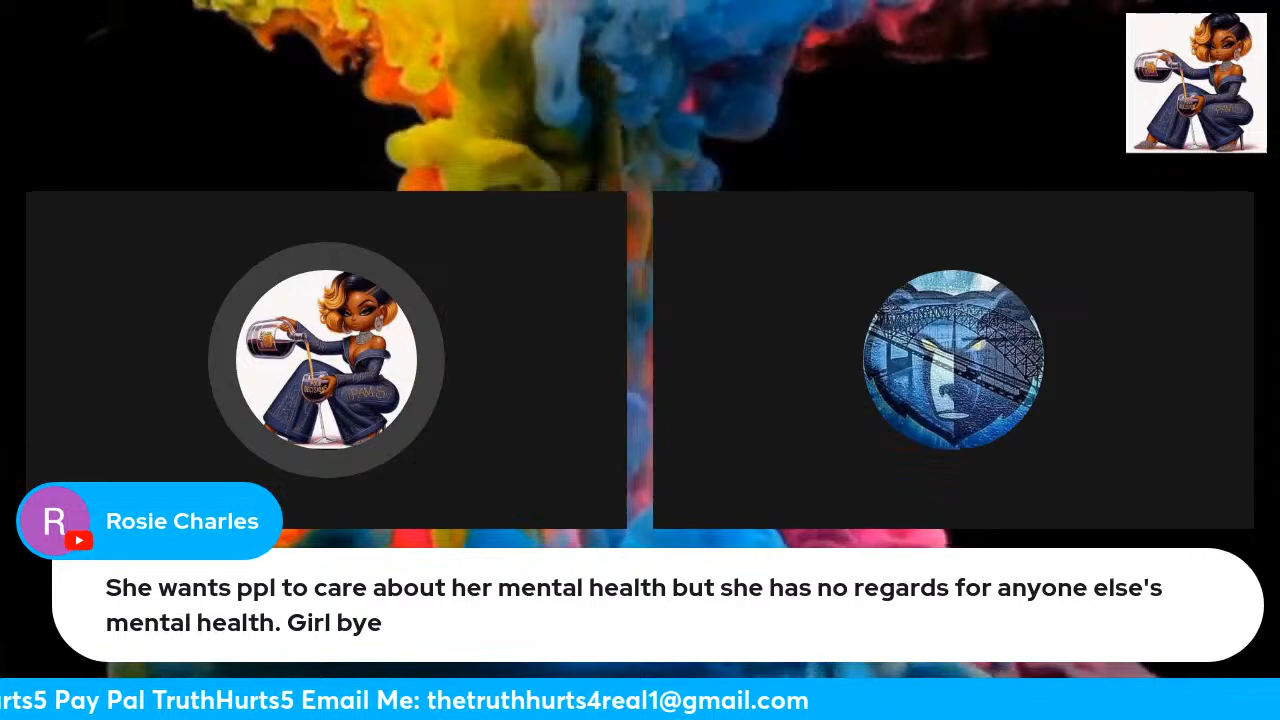 R
Rosie Charles
She wants ppl to care about her mental health but she has no regards for anyone else's
mental health. Girl bye
urts5 Pay Pal TruthHurts5 Email Me: thetruthhurts4real1@gmail.com